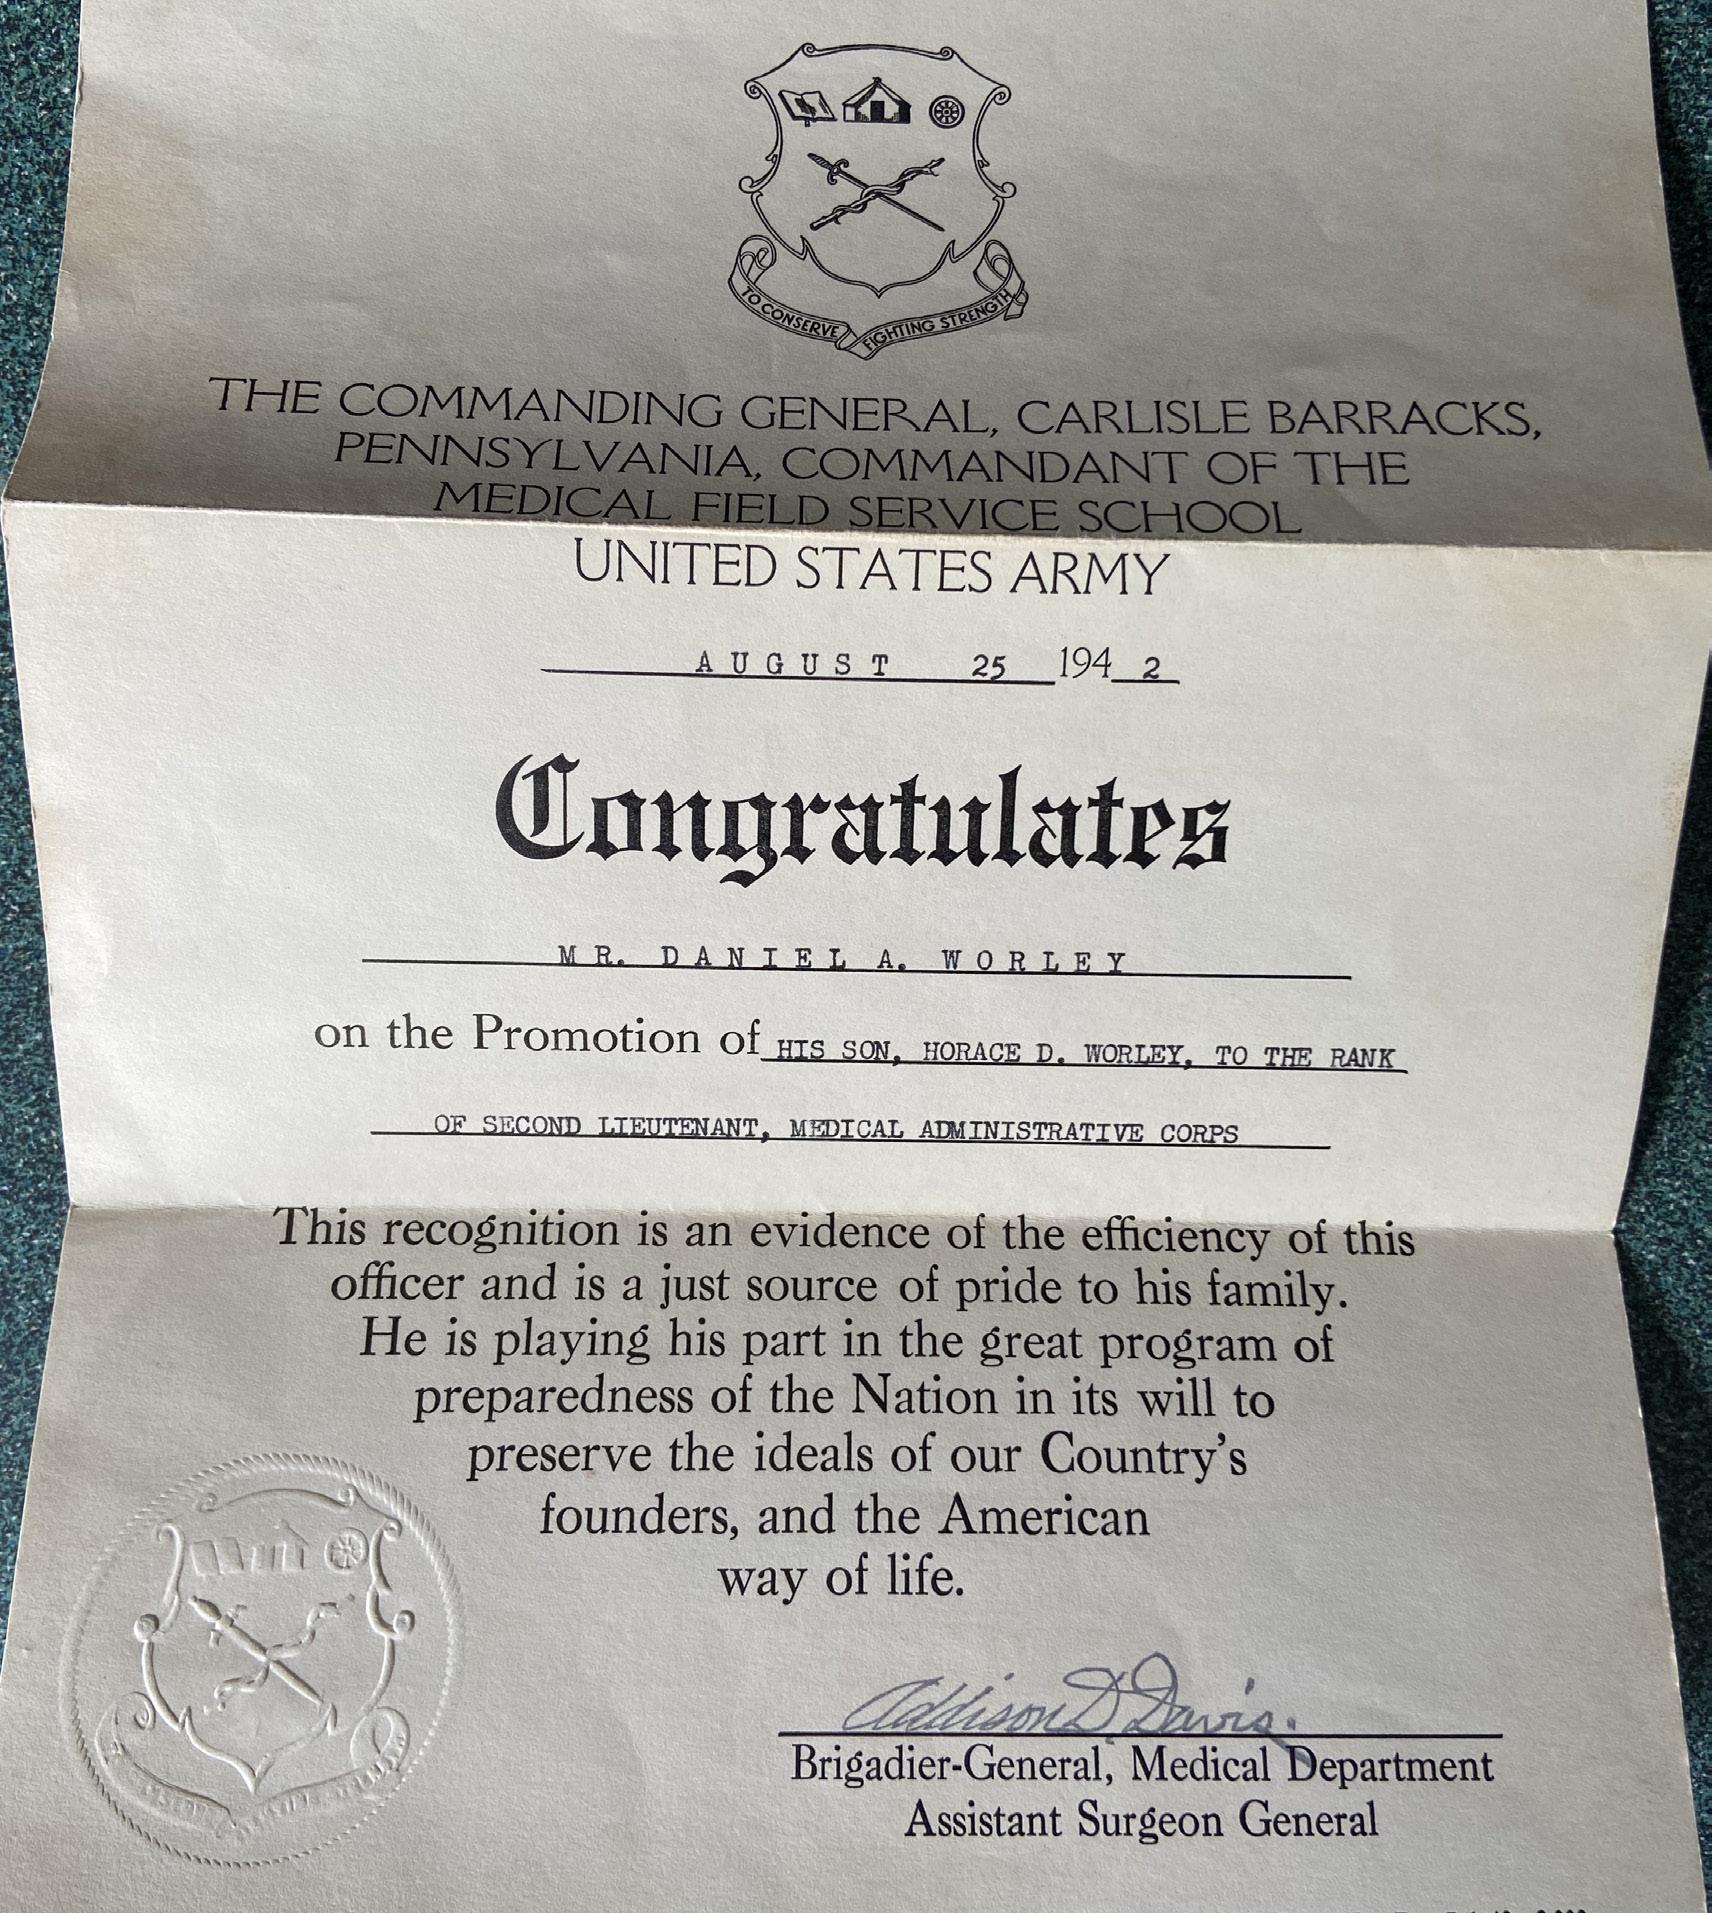 TO CONSERVE FIGHTING STRENGTH
THE COMMANDING GENERAL, CARLISLE BARRACKS,
PENNSYLVANIA, COMMANDANT OF THE
MEDICAL FIELD SERVICE SCHOOL
UNITED STATES ARMY
AUGUST 25 1942
Congratulates
MR. DANIEL A. WORLEY
on the Promotion of HIS SON, HORACE D. WORLEY, TO THE RANK
OF SECOND LIEUTENANT, MEDICAL ADMINISTRATIVE CORPS
This recognition is an evidence of the efficiency of this
officer and is a just source of pride to his family.
He is playing his part in the great program of
preparedness of the Nation in its will to
preserve the ideals of our Country's
founders, and the American
way of life.
Addison D Davis.
Brigadier-General, Medical Department
Assistant Surgeon General